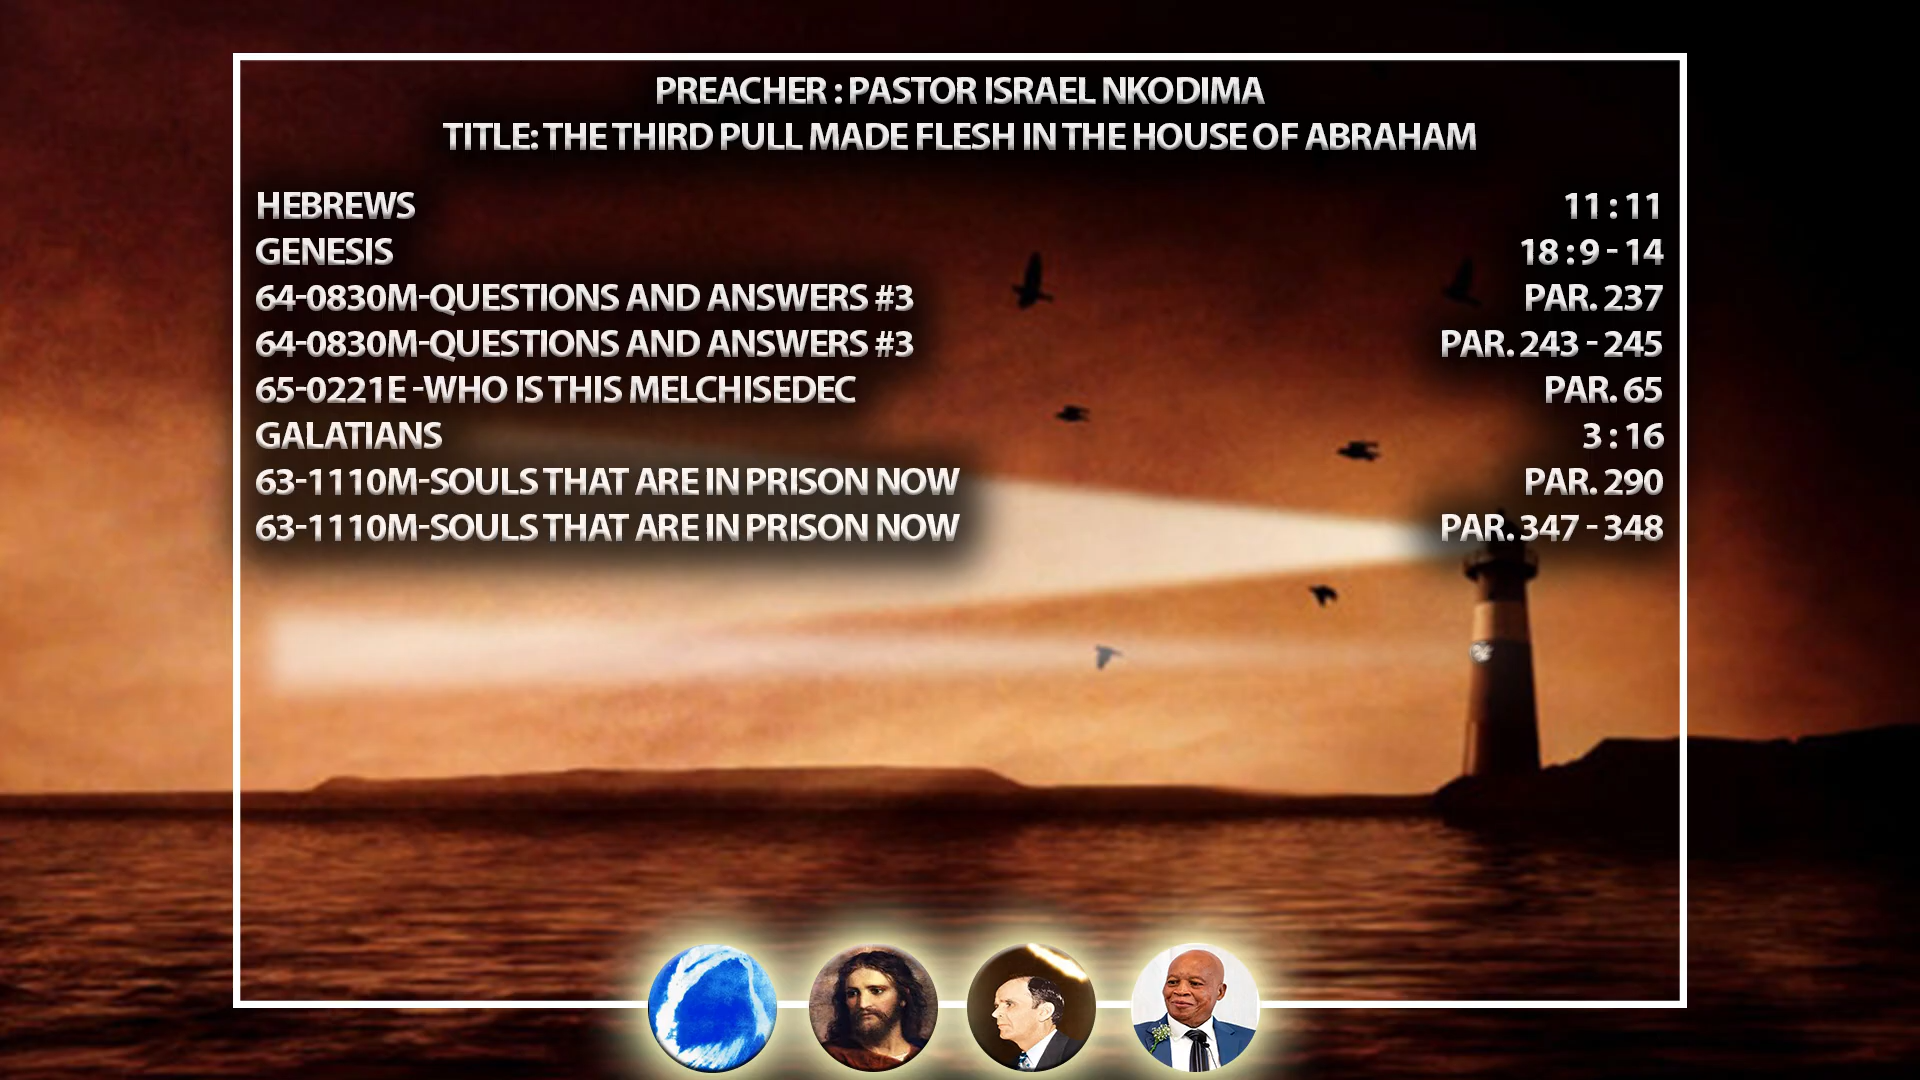 PREACHER : PASTOR ISRAEL NKODIMA
TITLE: THE THIRD PULL MADE FLESH IN THE HOUSE OF ABRAHAM
HEBREWS 11 : 11
GENESIS 18 : 9 - 14
64-0830M-QUESTIONS AND ANSWERS #3 PAR. 237
64-0830M-QUESTIONS AND ANSWERS #3 PAR. 243 - 245
65-0221E -WHO IS THIS MELCHISEDEC PAR. 65
GALATIANS 3 : 16
63-1110M-SOULS THAT ARE IN PRISON NOW PAR. 290
63-1110M-SOULS THAT ARE IN PRISON NOW PAR. 347 - 348